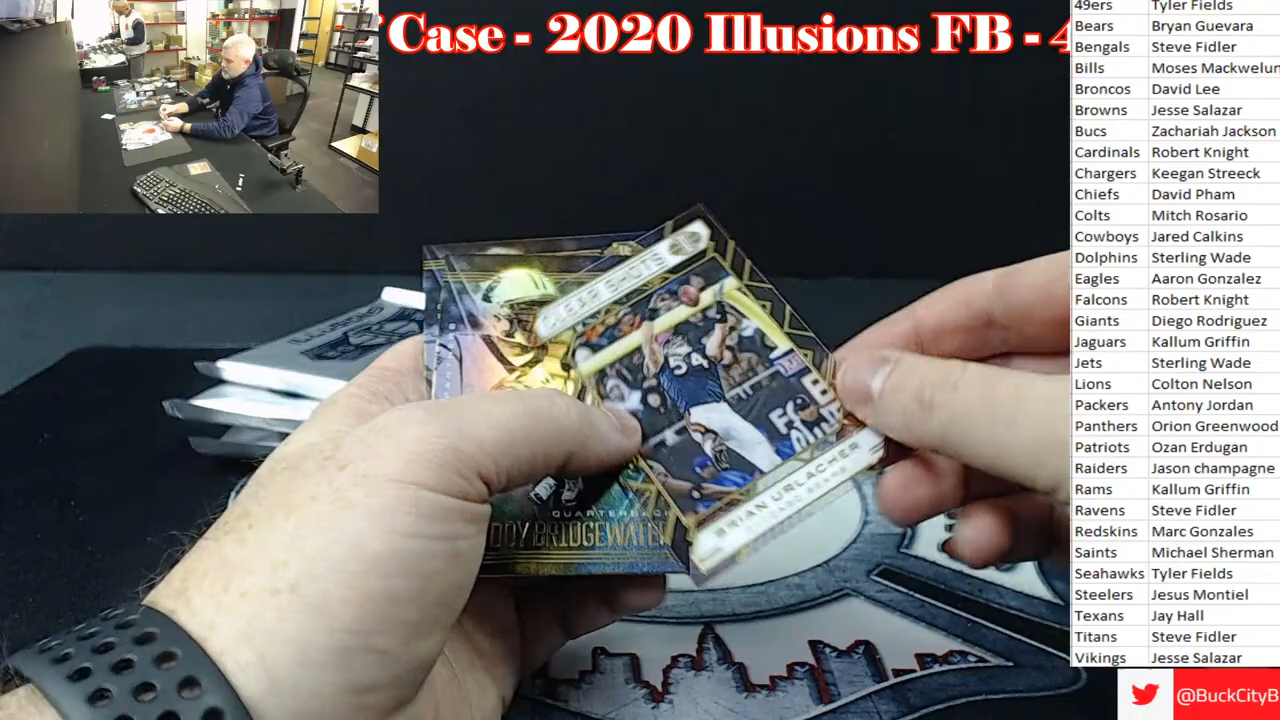 Case - 2020 Illusions FB - 4
49ers Tyler Fields
Bears Bryan Guevara
Bengals Steve Fidler
Bills Moses Mackwelun
Broncos David Lee
Browns Jesse Salazar
Bucs Zachariah Jackson
Cardinals Robert Knight
Chargers Keegan Streeck
Chiefs David Pham
Colts Mitch Rosario
Cowboys Jared Calkins
Dolphins Sterling Wade
Eagles Aaron Gonzalez
Falcons Robert Knight
Giants Diego Rodriguez
Jaguars Kallum Griffin
Jets Sterling Wade
Lions Colton Nelson
Packers Antony Jordan
Panthers Orion Greenwood
Patriots Ozan Erdugan
Raiders Jason champagne
Rams Kallum Griffin
Ravens Steve Fidler
Redskins Marc Gonzales
Saints Michael Sherman
Seahawks Tyler Fields
Steelers Jesus Montiel
Texans Jay Hall
Titans Steve Fidler
Vikings Jesse Salazar
@BuckCityB
CLEAR SHOTS
54
BRIAN URLACHER
QUARTERBACK
DDY BRIDGEWATER